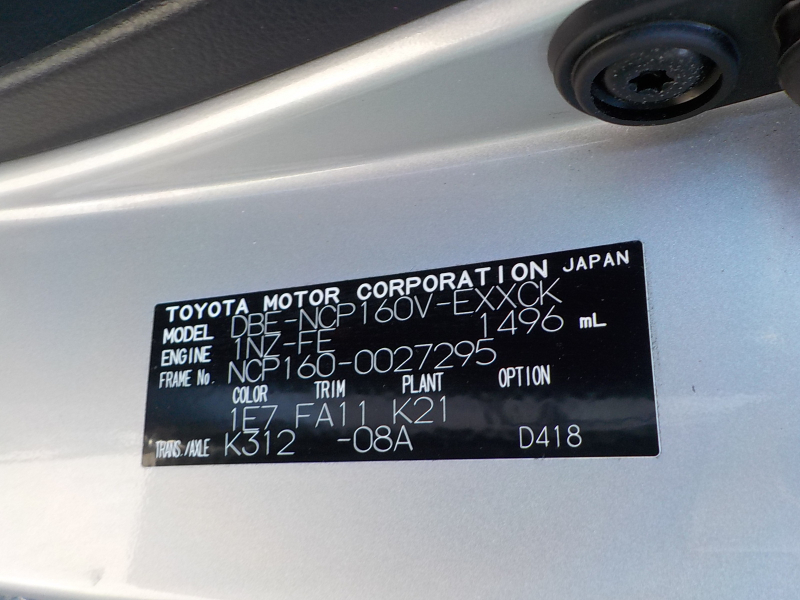 TOYOTA MOTOR CORPORATION JAPAN
MODEL DBE-NCP160V-EXXCK
ENGINE 1NZ-FE 1496 mL
FRAME No. NCP160-0027295
COLOR TRIM PLANT OPTION
1E7 FA11 K21
TRANS./AXLE K312 -08A D418